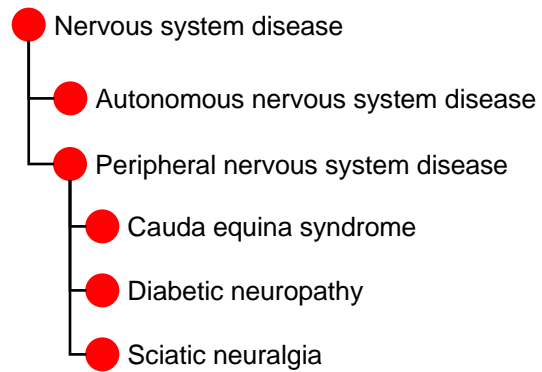 Nervous system disease
Autonomous nervous system disease
Peripheral nervous system disease
Cauda equina syndrome
Diabetic neuropathy
Sciatic neuralgia